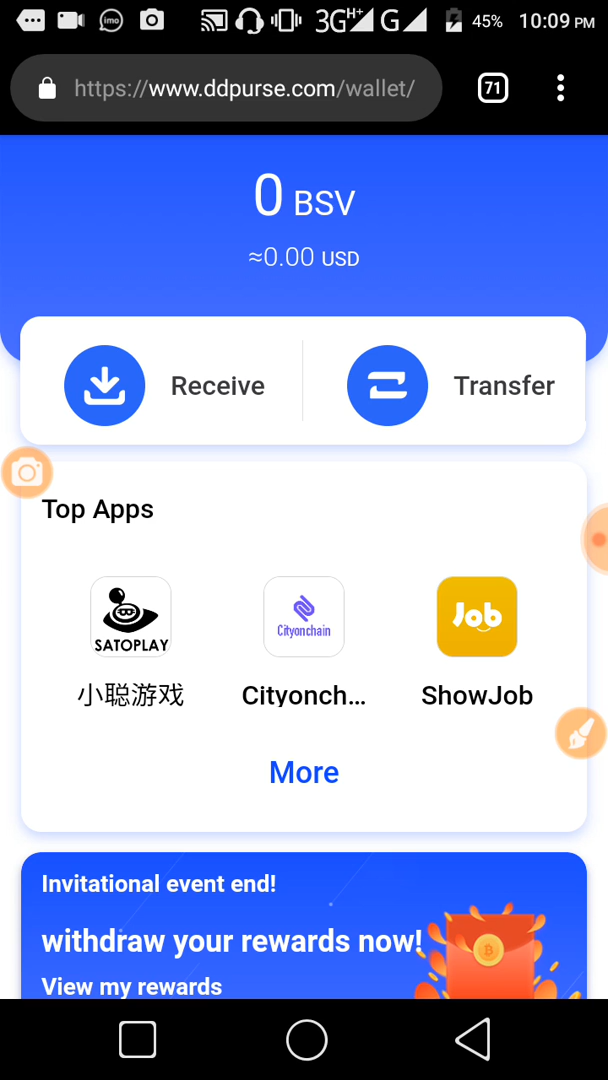 imo
3G H+
G
45%
10:09 PM
https://www.ddpurse.com/wallet/
71
0 BSV
≈0.00 USD
Receive
Transfer
Top Apps
SATOPLAY
Cityonchain
Job
小聪游戏
Cityonch...
ShowJob
More
Invitational event end!
withdraw your rewards now!
View my rewards